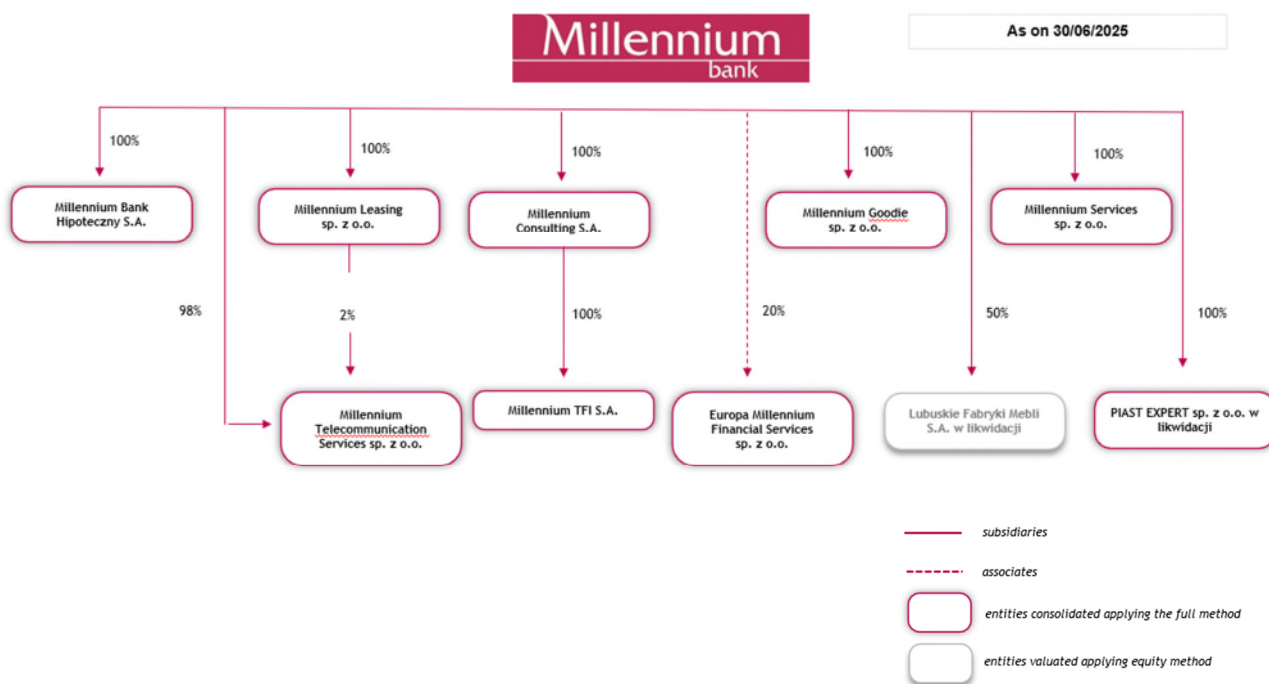 Millennium
bank
As on 30/06/2025
100%
100%
100%
100%
100%
Millennium Bank
Hipoteczny S.A.
Millennium Leasing
sp. z o.o.
Millennium
Consulting S.A.
Millennium Goodie
sp. z o.o.
Millennium Services
sp. z o.o.
98%
2%
100%
20%
50%
100%
Millennium
Telecommunication
Services sp. z o.o.
Millennium TFI S.A.
Europa Millennium
Financial Services
sp. z o.o.
Lubuskie Fabryki Mebli
S.A. w likwidacji
PIAST EXPERT sp. z o.o. w
likwidacji
subsidiaries
associates
entities consolidated applying the full method
entities valuated applying equity method